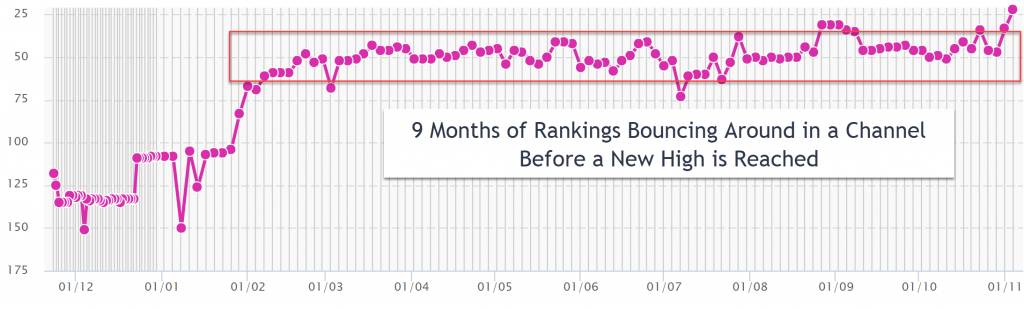 25
50
75
100
125
150
175
9 Months of Rankings Bouncing Around in a Channel
Before a New High is Reached
01/12 01/01 01/02 01/03 01/04 01/05 01/06 01/07 01/08 01/09 01/10 01/11